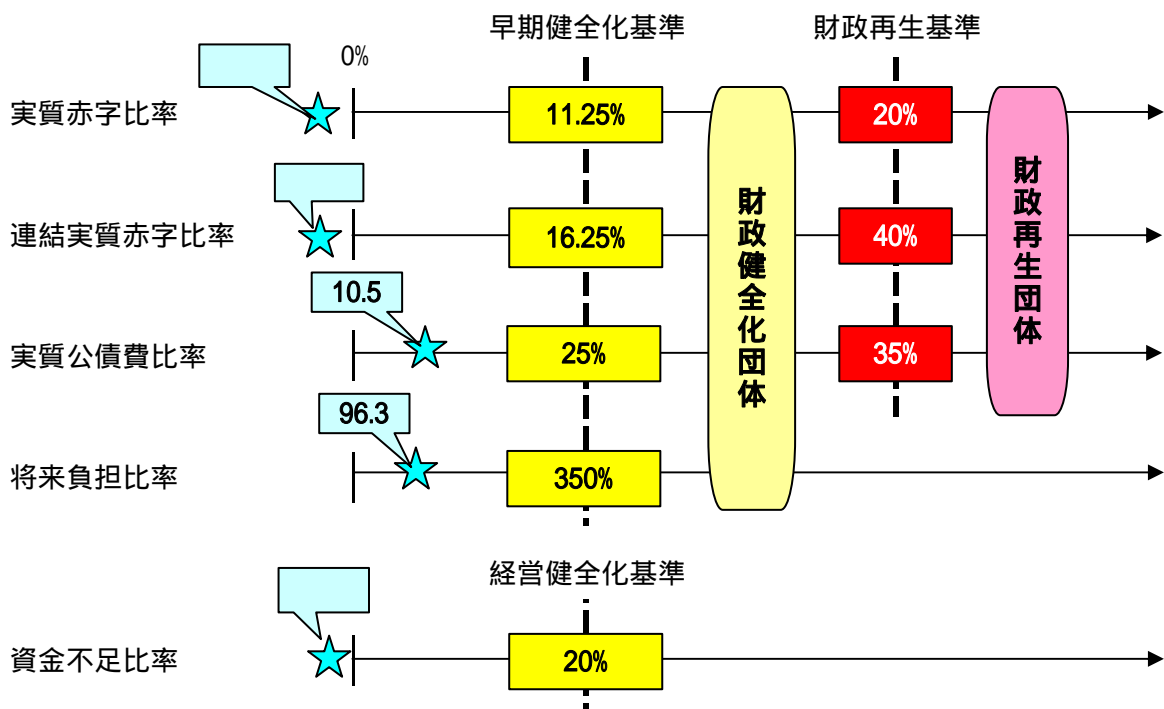 早期健全化基準
財政再生基準
0%
実質赤字比率
11.25%
20%
連結実質赤字比率
16.25%
40%
10.5
実質公債費比率
25%
35%
96.3
将来負担比率
350%
財政健全化団体
財政再生団体
経営健全化基準
資金不足比率
20%